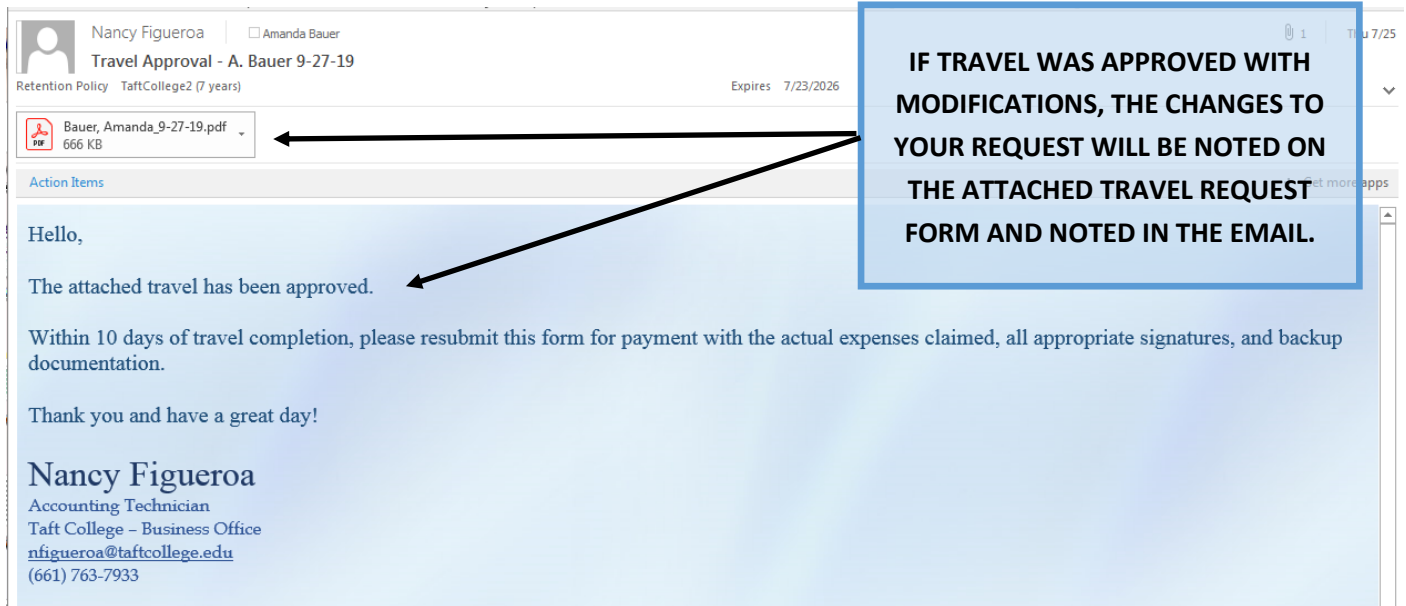 Nancy Figueroa
Amanda Bauer
1
Thu 7/25
Travel Approval - A. Bauer 9-27-19
Retention Policy TaftCollege2 (7 years)
Expires 7/23/2026
Bauer, Amanda_9-27-19.pdf
PDF
666 KB
Action Items
Get more apps
IF TRAVEL WAS APPROVED WITH
MODIFICATIONS, THE CHANGES TO
YOUR REQUEST WILL BE NOTED ON
THE ATTACHED TRAVEL REQUEST
FORM AND NOTED IN THE EMAIL.
Hello,
The attached travel has been approved.
Within 10 days of travel completion, please resubmit this form for payment with the actual expenses claimed, all appropriate signatures, and backup
documentation.
Thank you and have a great day!
Nancy Figueroa
Accounting Technician
Taft College – Business Office
nfigueroa@taftcollege.edu
(661) 763-7933